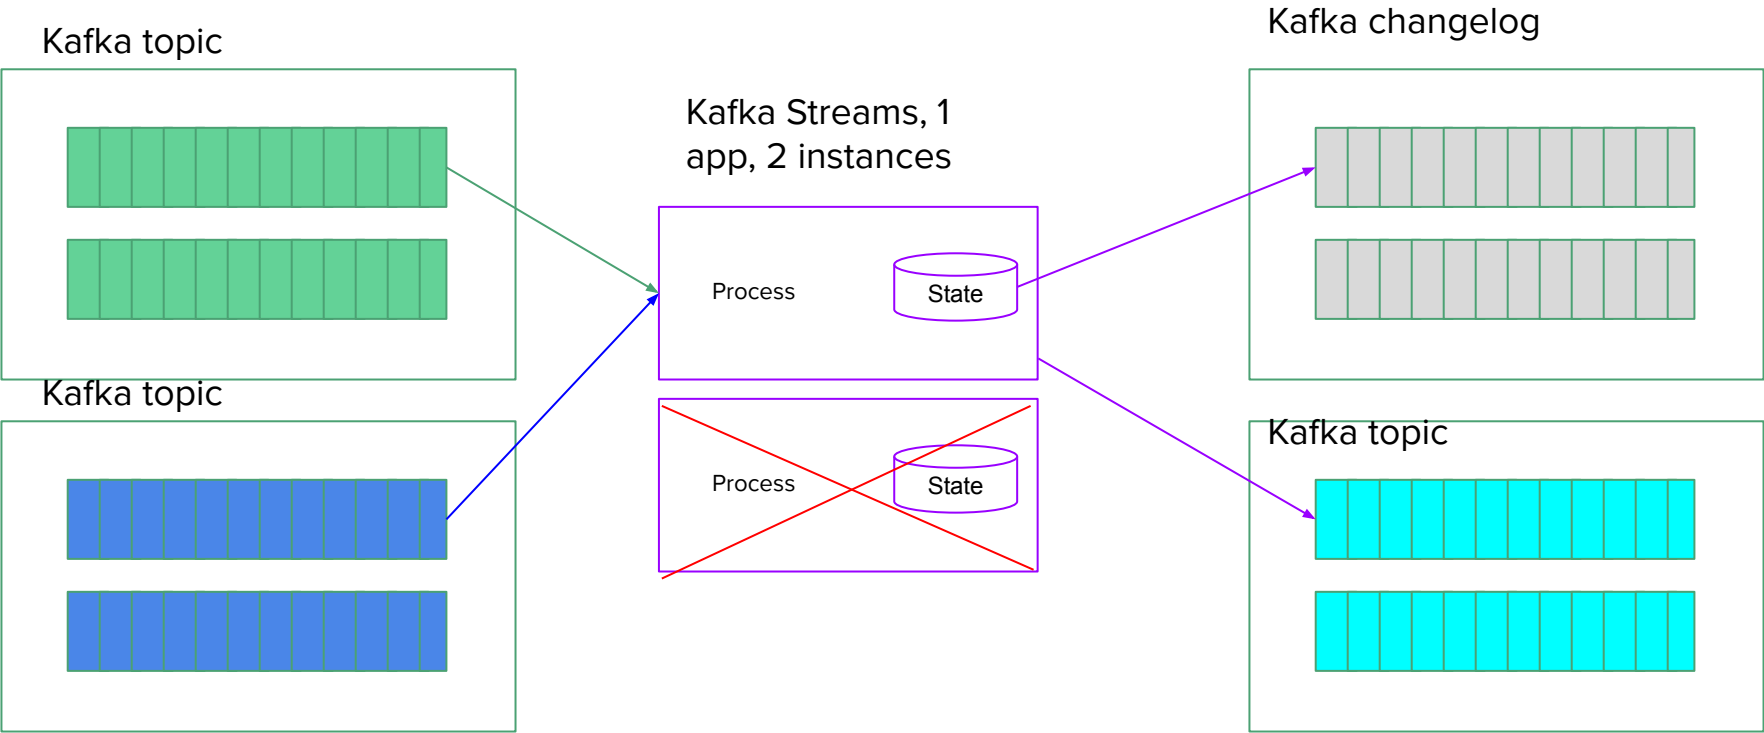 Kafka topic
Kafka changelog
Kafka Streams, 1
app, 2 instances
Process
State
Kafka topic
Kafka topic
Process
State